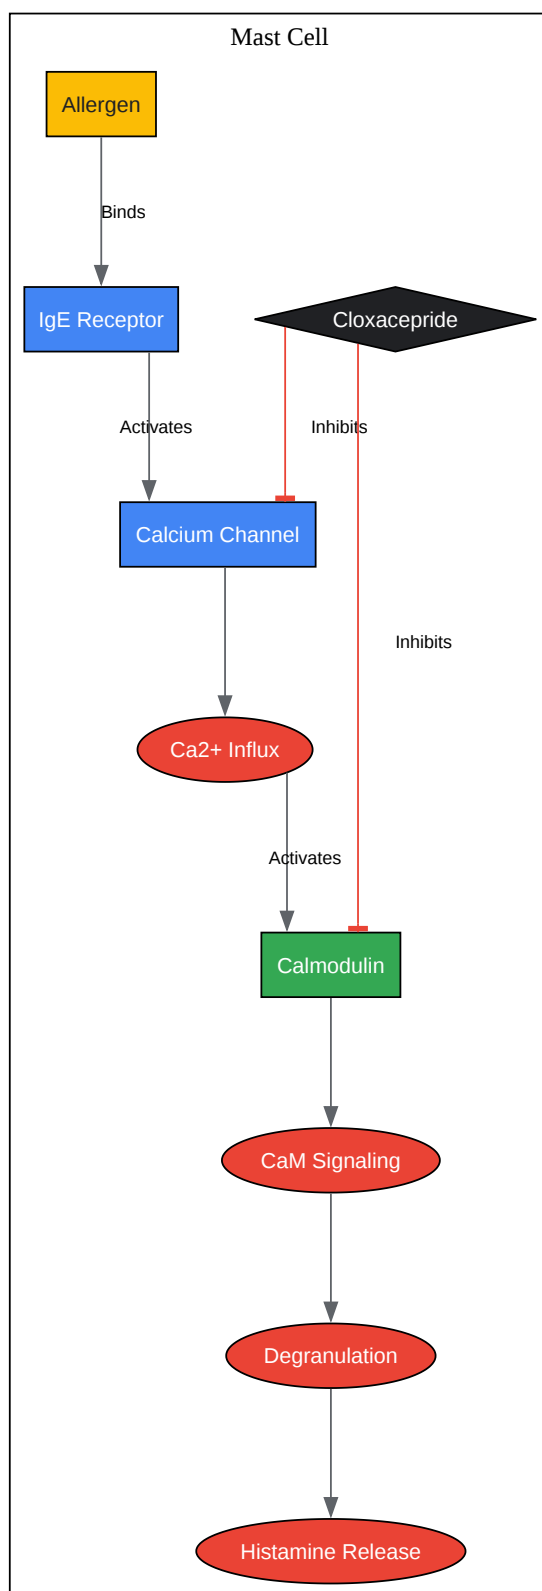 Mast Cell
Allergen
Binds
IgE Receptor
Cloxacepride
Activates
Inhibits
Calcium Channel
Inhibits
Ca2+ Influx
Activates
Calmodulin
CaM Signaling
Degranulation
Histamine Release